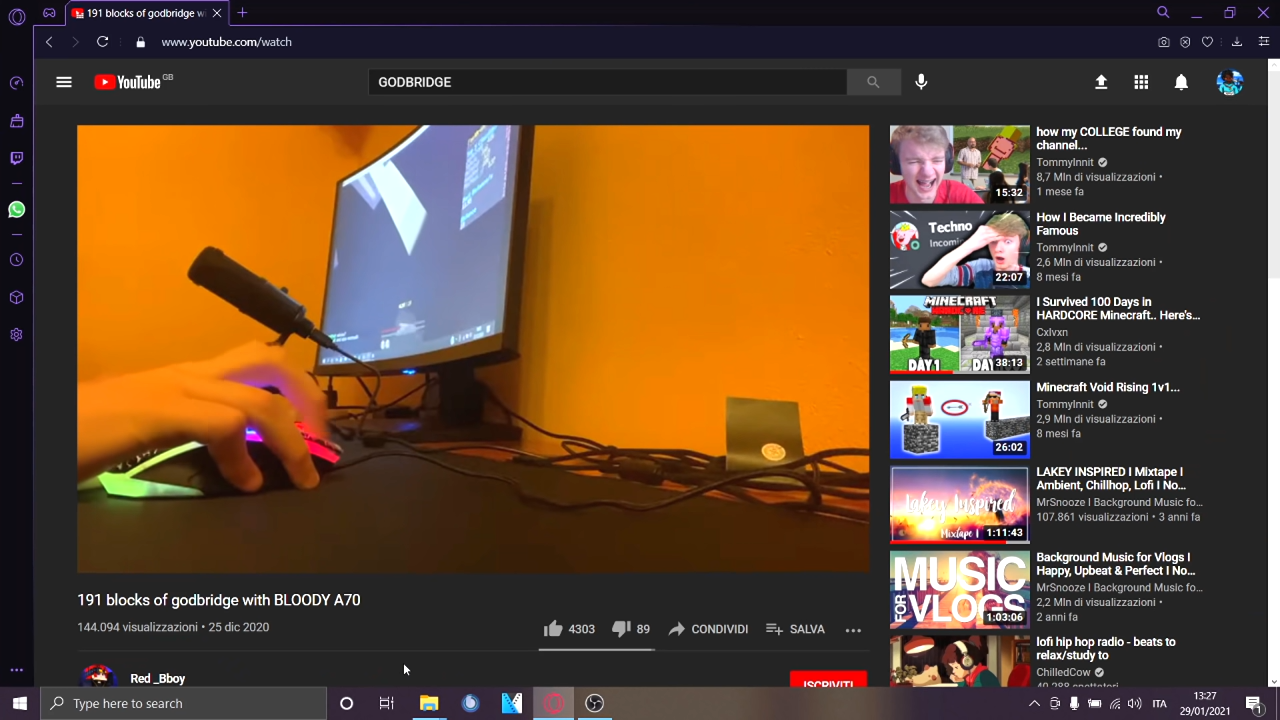 191 blocks of godbridge w
www.youtube.com/watch
YouTube GB
GODBRIDGE
how my COLLEGE found my
channel...
TommyInnit
8,7 Mln di visualizzazioni •
1 mese fa
15:32
How I Became Incredibly
Famous
TommyInnit
2,6 Mln di visualizzazioni •
8 mesi fa
Techno
Incomi
22:07
I Survived 100 Days in
HARDCORE Minecraft.. Here's...
Cxlvxn
2,8 Mln di visualizzazioni •
2 settimane fa
MINECRAFT
HARDCORE
DAY 1
DAY
38:13
Minecraft Void Rising 1v1...
TommyInnit
2,9 Mln di visualizzazioni •
8 mesi fa
26:02
LAKEY INSPIRED I Mixtape I
Ambient, Chillhop, Lofi I No...
MrSnooze I Background Music fo...
107.861 visualizzazioni • 3 anni fa
Lakey Inspired
Mixtape I
1:11:43
Background Music for Vlogs I
Happy, Upbeat & Perfect I No...
MrSnooze I Background Music fo...
2,2 Mln di visualizzazioni •
2 anni fa
MUSIC
FOR VLOGS
1:03:06
lofi hip hop radio - beats to
relax/study to
ChilledCow
191 blocks of godbridge with BLOODY A70
144.094 visualizzazioni • 25 dic 2020
4303
89
CONDIVIDI
SALVA
Red _Bboy
ISCRIVITI
Type here to search
ITA
13:27
29/01/2021
1